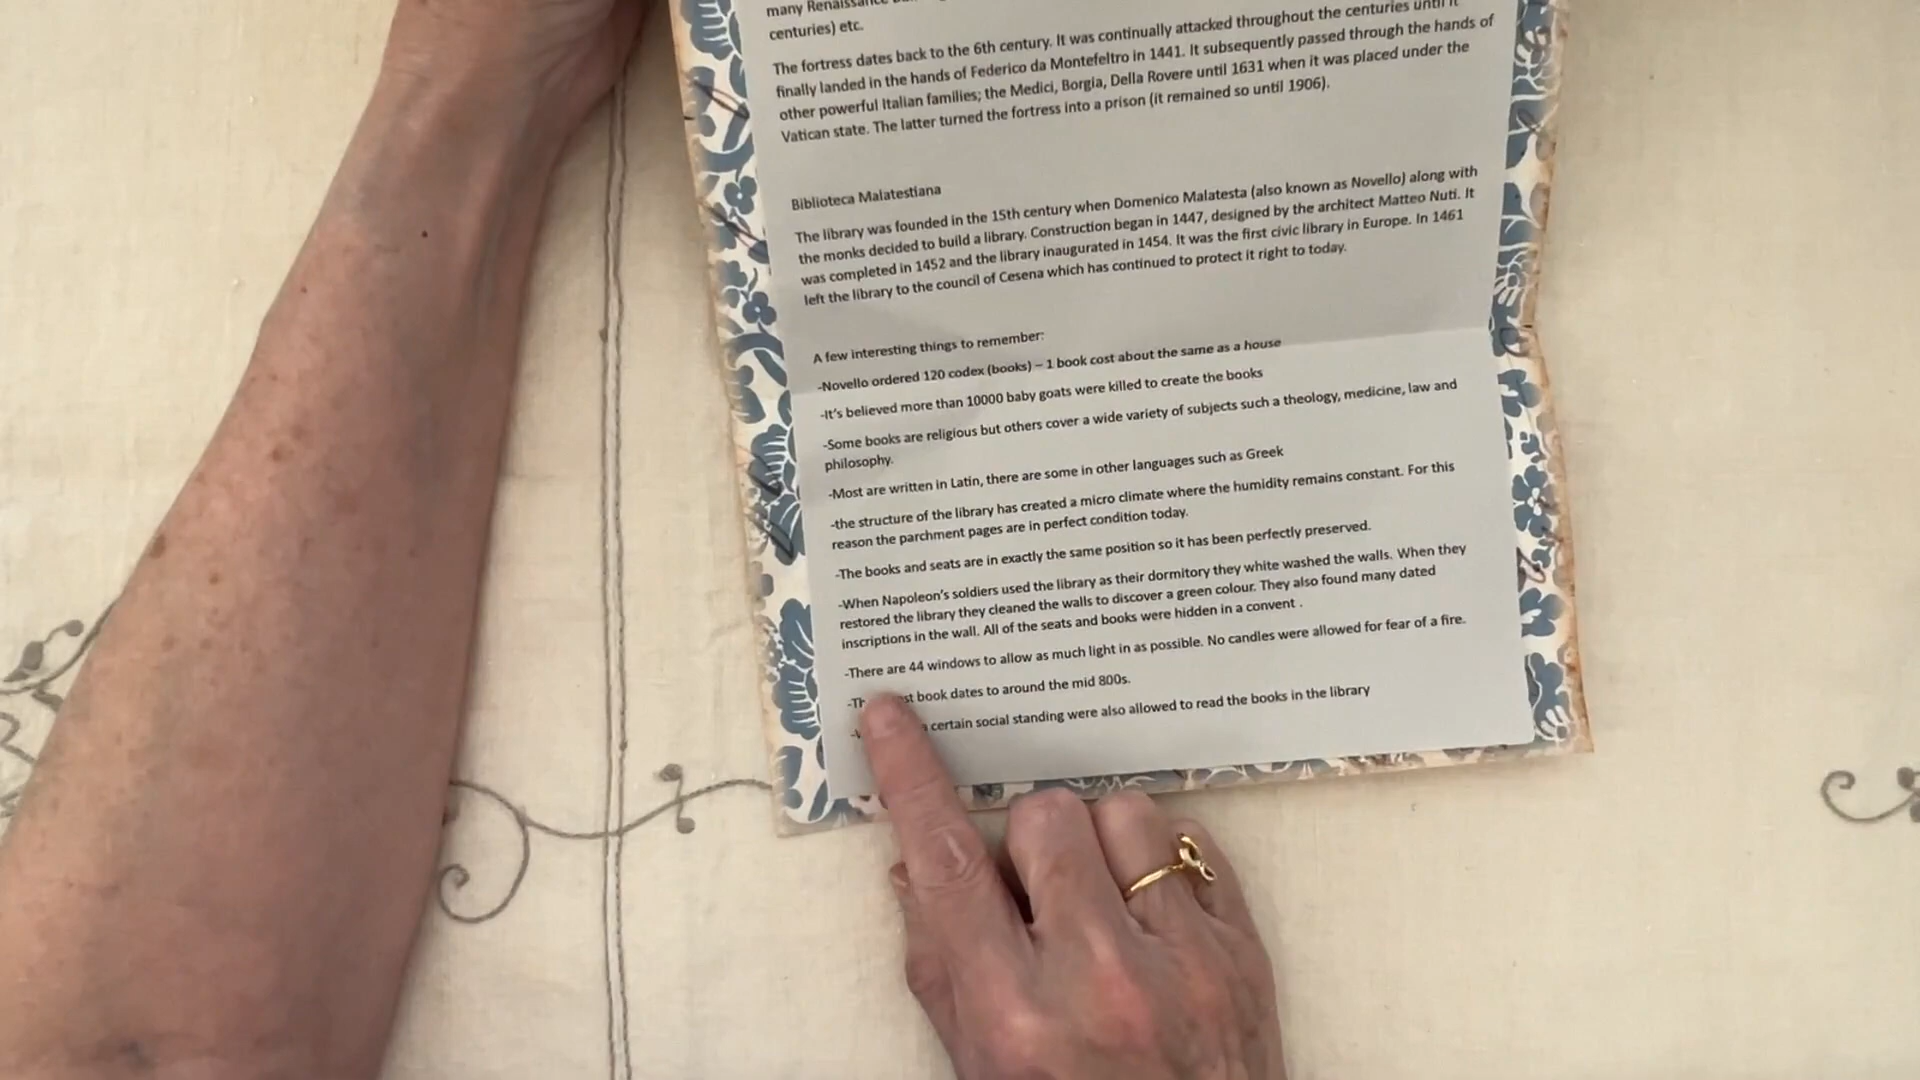 many Renaissance
centuries) etc.
The fortress dates back to the 6th century. It was continually attacked throughout the centuries until it
finally landed in the hands of Federico da Montefeltro in 1441. It subsequently passed through the hands of
other powerful Italian families; the Medici, Borgia, Della Rovere until 1631 when it was placed under the
Vatican state. The latter turned the fortress into a prison (it remained so until 1906).
Biblioteca Malatestiana
The library was founded in the 15th century when Domenico Malatesta (also known as Novello) along with
the monks decided to build a library. Construction began in 1447, designed by the architect Matteo Nuti. It
was completed in 1452 and the library inaugurated in 1454. It was the first civic library in Europe. In 1461
left the library to the council of Cesena which has continued to protect it right to today.
A few interesting things to remember:
-Novello ordered 120 codex (books) – 1 book cost about the same as a house
-It's believed more than 10000 baby goats were killed to create the books
-Some books are religious but others cover a wide variety of subjects such a theology, medicine, law and
philosophy.
-Most are written in Latin, there are some in other languages such as Greek
-the structure of the library has created a micro climate where the humidity remains constant. For this
reason the parchment pages are in perfect condition today.
-The books and seats are in exactly the same position so it has been perfectly preserved.
-When Napoleon's soldiers used the library as their dormitory they white washed the walls. When they
restored the library they cleaned the walls to discover a green colour. They also found many dated
inscriptions in the wall. All of the seats and books were hidden in a convent .
-There are 44 windows to allow as much light in as possible. No candles were allowed for fear of a fire.
book dates to around the mid 800s.
certain social standing were also allowed to read the books in the library